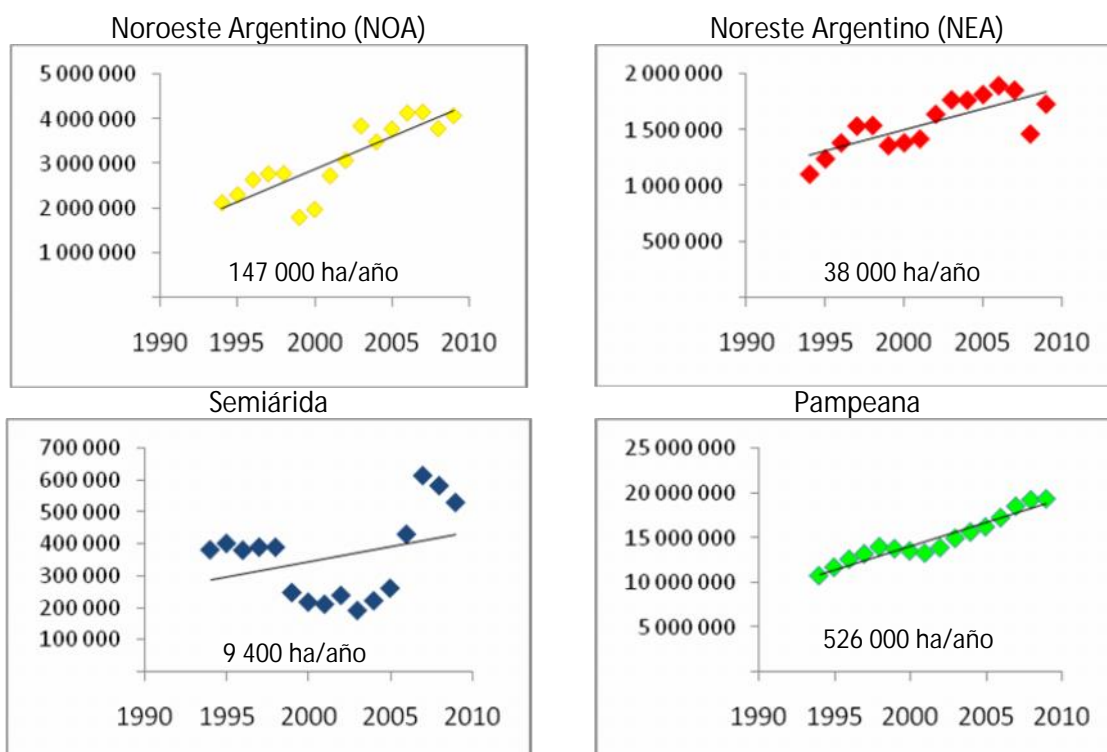 Noroeste Argentino (NOA)
5 000 000
4 000 000
3 000 000
2 000 000
1 000 000
147 000 ha/año
1990 1995 2000 2005 2010
Noreste Argentino (NEA)
2 000 000
1 500 000
1 000 000
500 000
38 000 ha/año
1990 1995 2000 2005 2010
Semiárida
700 000
600 000
500 000
400 000
300 000
200 000
100 000
9 400 ha/año
1990 1995 2000 2005 2010
Pampeana
25 000 000
20 000 000
15 000 000
10 000 000
5 000 000
526 000 ha/año
1990 1995 2000 2005 2010